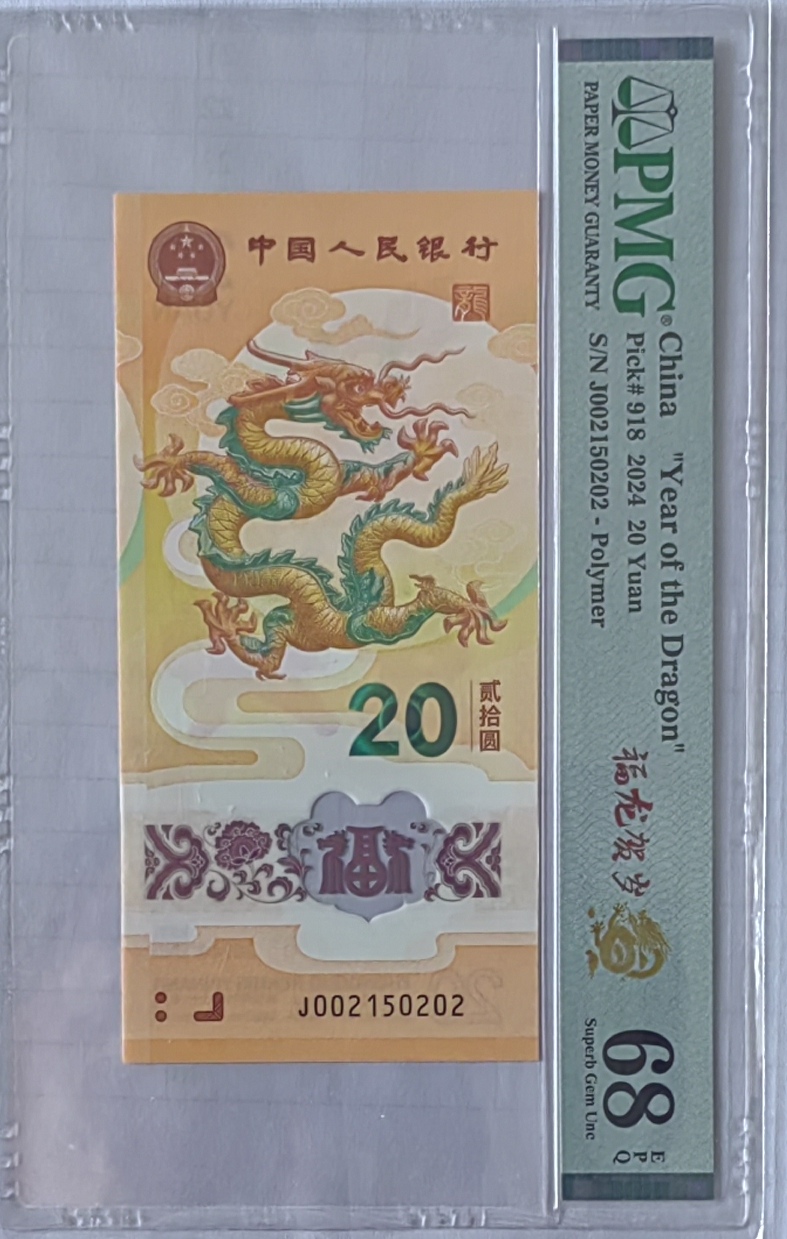 中国人民银行
龍
20
贰拾圆
福
J002150202
PMG®
PAPER MONEY GUARANTY
China "Year of the Dragon"
Pick# 918 2024 20 Yuan
S/N J002150202 - Polymer
福龙贺岁
68
EPQ
Superb Gem Unc